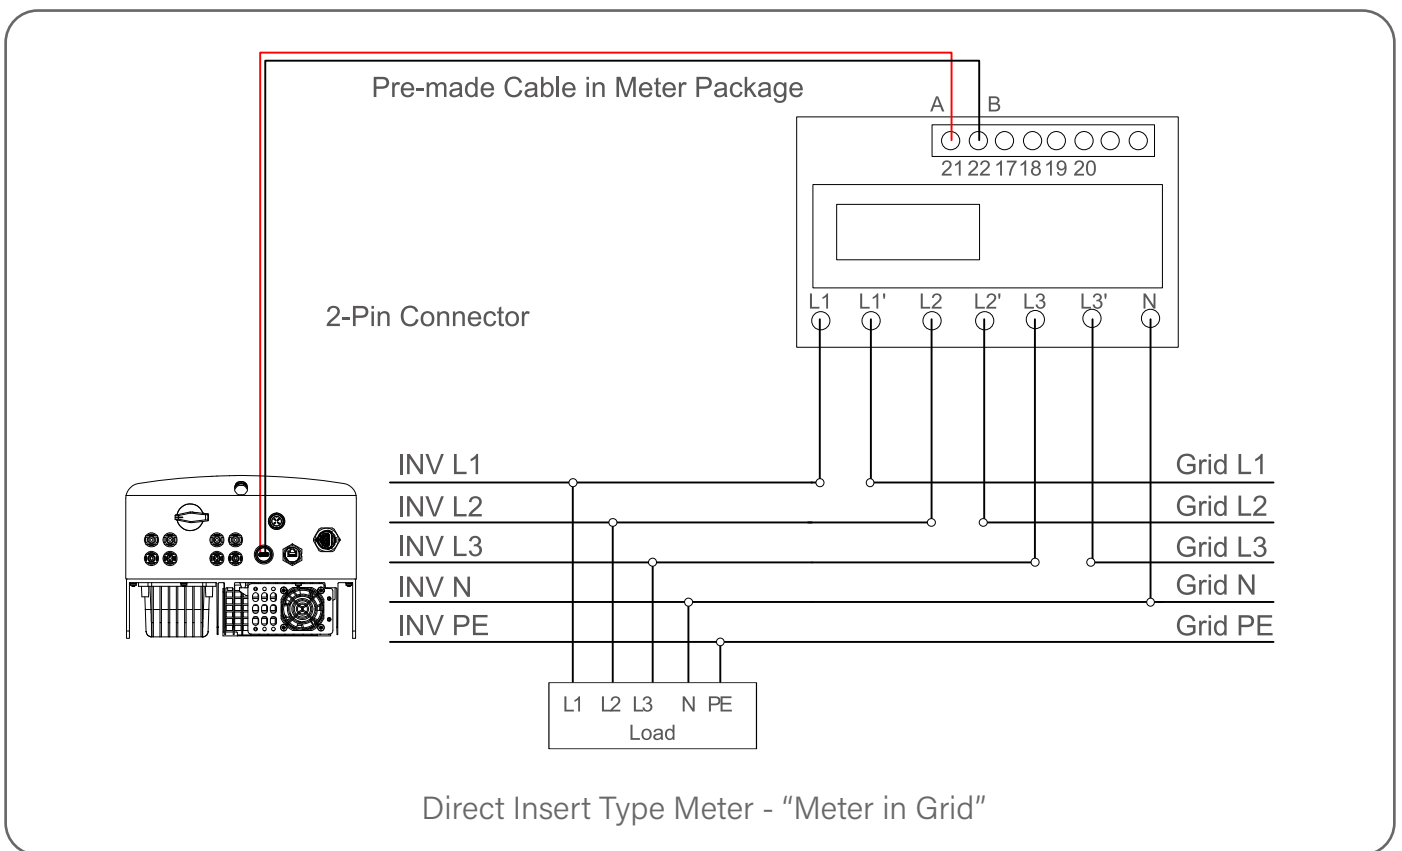 Pre-made Cable in Meter Package
A B
21 22 17 18 19 20
2-Pin Connector
L1 L1' L2 L2' L3 L3' N
INV L1 Grid L1
INV L2 Grid L2
INV L3 Grid L3
INV N Grid N
INV PE Grid PE
L1 L2 L3 N PE
Load
Direct Insert Type Meter - “Meter in Grid”